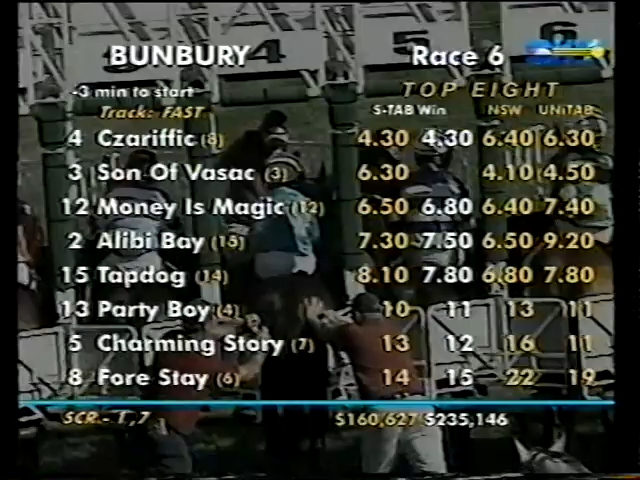 BUNBURY Race 6
-3 min to start TOP EIGHT
Track: FAST S-TAB Win NSW UNITAB
4 Czariffic (8) 4.30 4.30 6.40 6.30
3 Son Of Vasac (3) 6.30 4.10 4.50
12 Money Is Magic (12) 6.50 6.80 6.40 7.40
2 Alibi Bay (15) 7.30 7.50 6.50 9.20
15 Tapdog (14) 8.10 7.80 6.80 7.80
13 Party Boy (4) 10 11 13 11
5 Charming Story (7) 13 12 16 11
8 Fore Stay (6) 14 15 22 19
SCR - 1,7 $160,627 $235,146
4 5 6